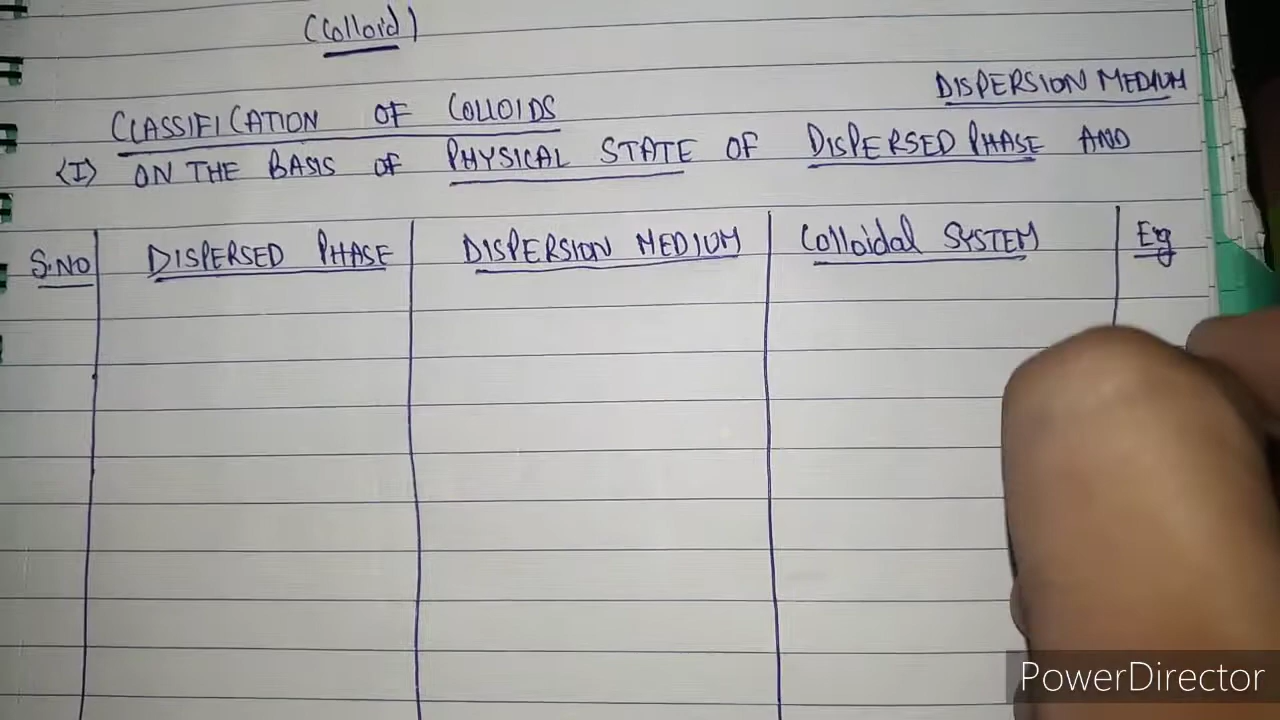 (Colloid)
CLASSIFICATION OF COLLOIDS
DISPERSION MEDIUM
(I) ON THE BASIS OF PHYSICAL STATE OF DISPERSED PHASE AND
S.NO DISPERSED PHASE DISPERSION MEDIUM Colloidal SYSTEM Eg
PowerDirector